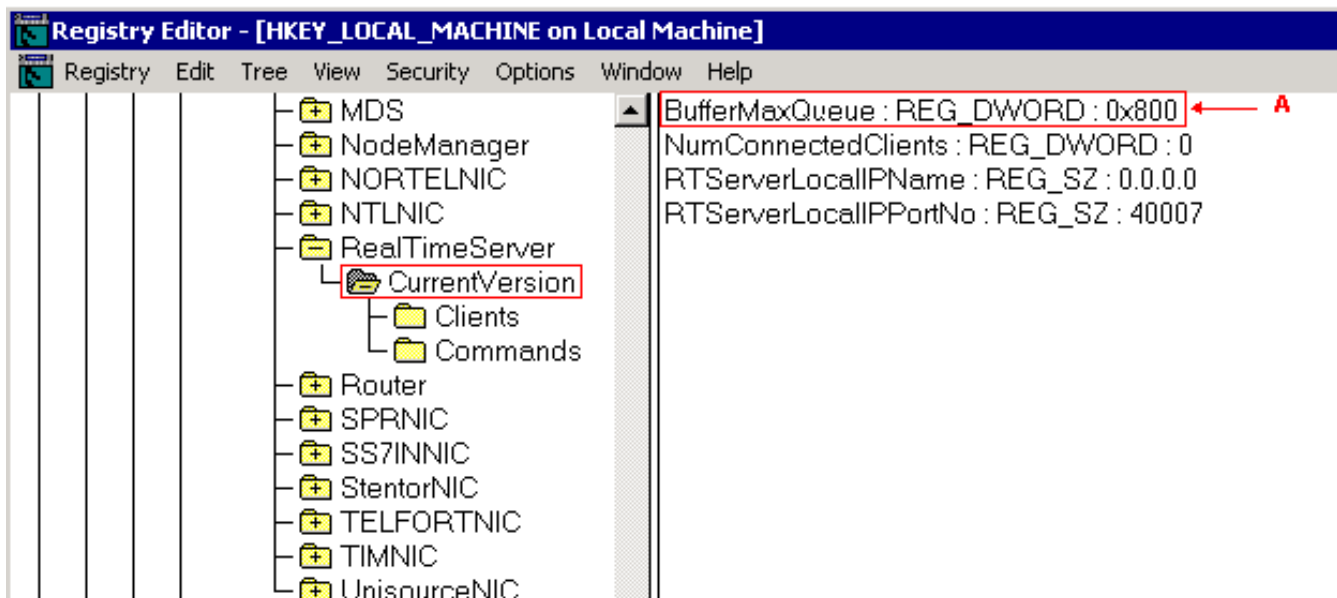 Registry Editor - [HKEY_LOCAL_MACHINE on Local Machine]
Registry Edit Tree View Security Options Window Help
MDS
NodeManager
NORTELNIC
NTLNIC
RealTimeServer
CurrentVersion
Clients
Commands
Router
SPRNIC
SS7INNIC
StentorNIC
TELFORTNIC
TIMNIC
UnisourceNIC
BufferMaxQueue : REG_DWORD : 0x800
A
NumConnectedClients : REG_DWORD : 0
RTServerLocalIPName : REG_SZ : 0.0.0.0
RTServerLocalIPPortNo : REG_SZ : 40007